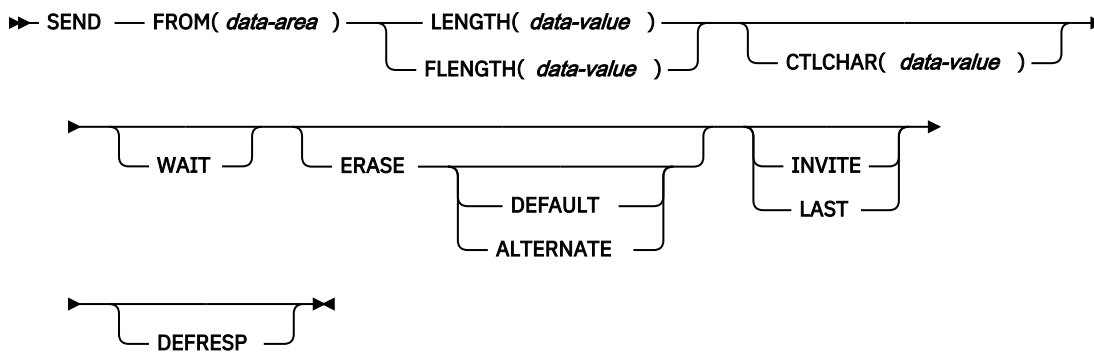 SEND FROM( data-area ) LENGTH( data-value )
FLENGTH( data-value ) CTLCHAR( data-value )
WAIT ERASE INVITE
DEFAULT LAST
ALTERNATE
DEFRESP